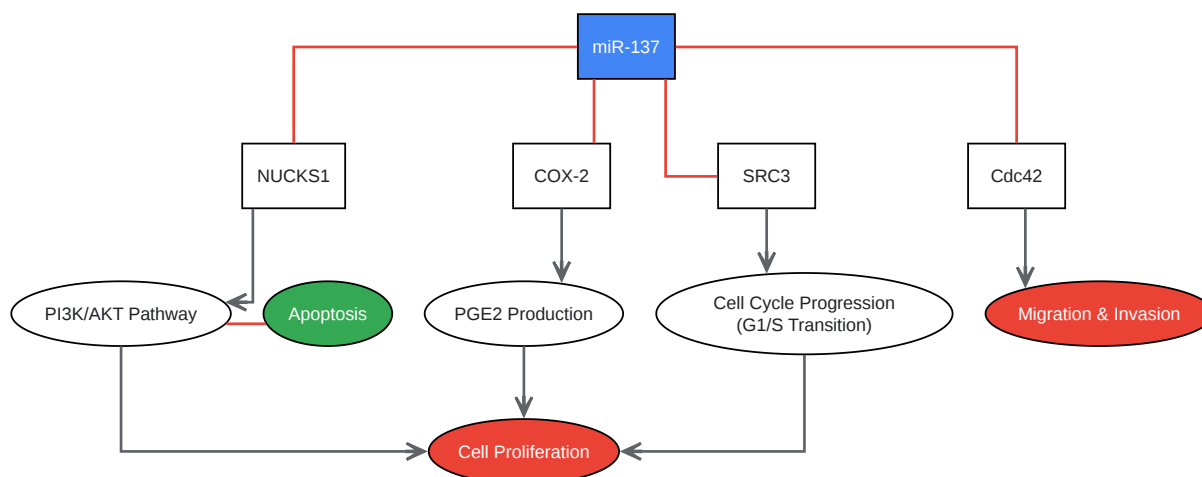 miR-137
NUCKS1
COX-2
SRC3
Cdc42
PI3K/AKT Pathway
Apoptosis
PGE2 Production
Cell Cycle Progression
(G1/S Transition)
Migration & Invasion
Cell Proliferation